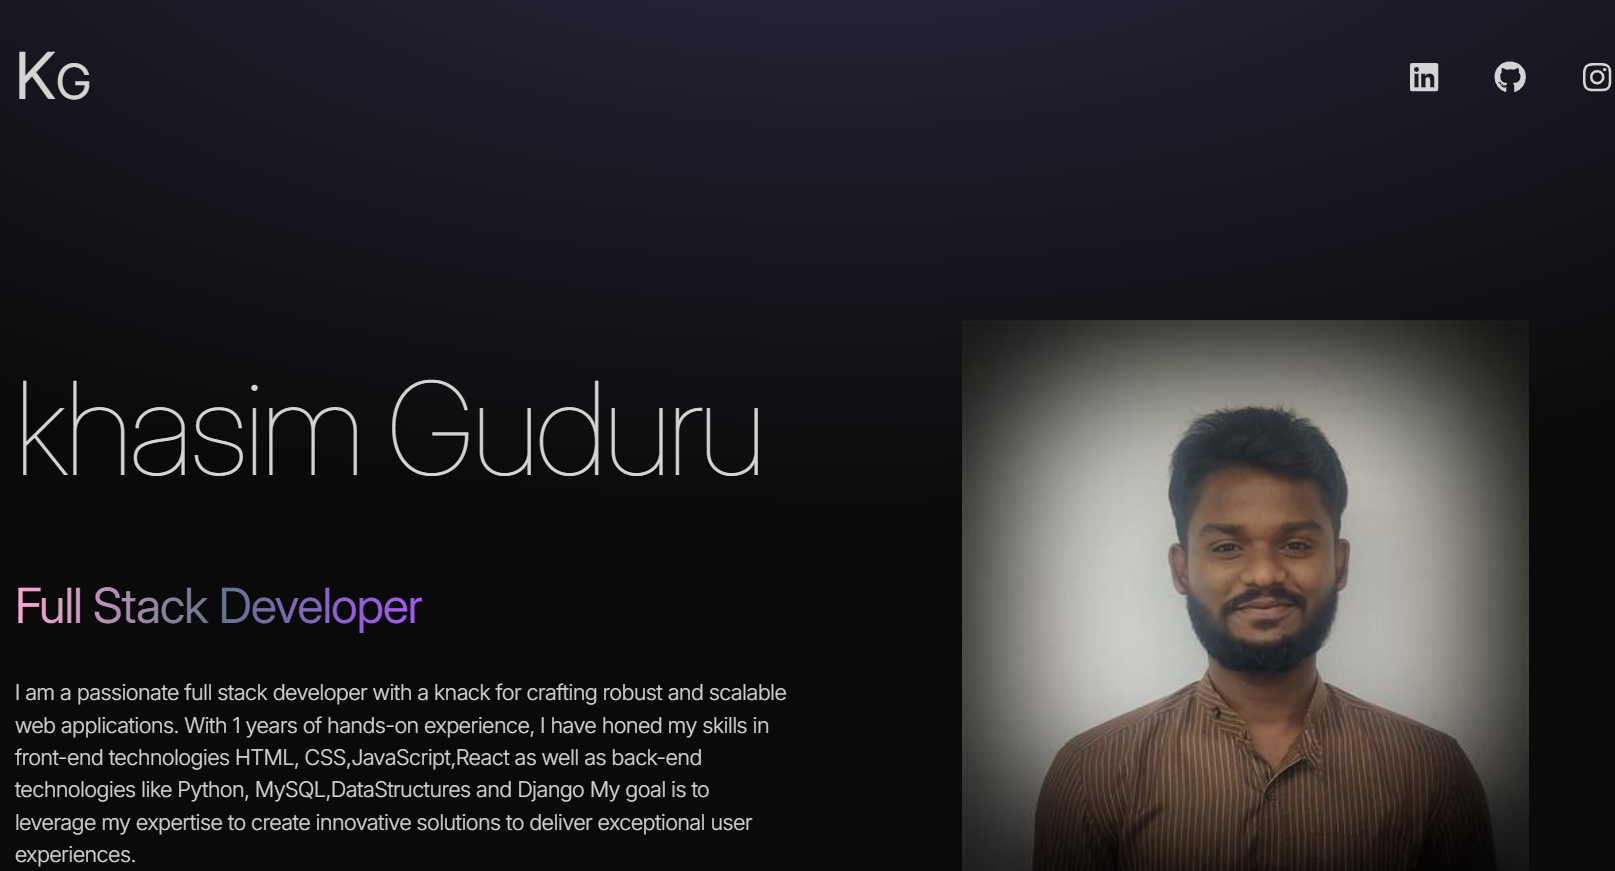 KG
khasim Guduru
Full Stack Developer
I am a passionate full stack developer with a knack for crafting robust and scalable
web applications. With 1 years of hands-on experience, I have honed my skills in
front-end technologies HTML, CSS,JavaScript,React as well as back-end
technologies like Python, MySQL,DataStructures and Django My goal is to
leverage my expertise to create innovative solutions to deliver exceptional user
experiences.